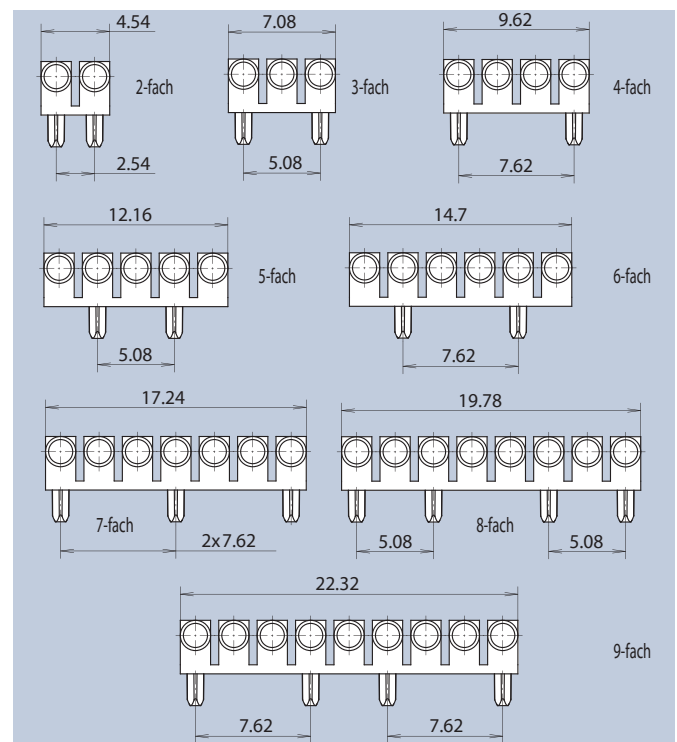 4.54
7.08
9.62
2-fach
3-fach
4-fach
2.54
5.08
7.62
12.16
14.7
5-fach
6-fach
5.08
7.62
17.24
19.78
7-fach
8-fach
2x7.62
5.08
5.08
22.32
9-fach
7.62
7.62